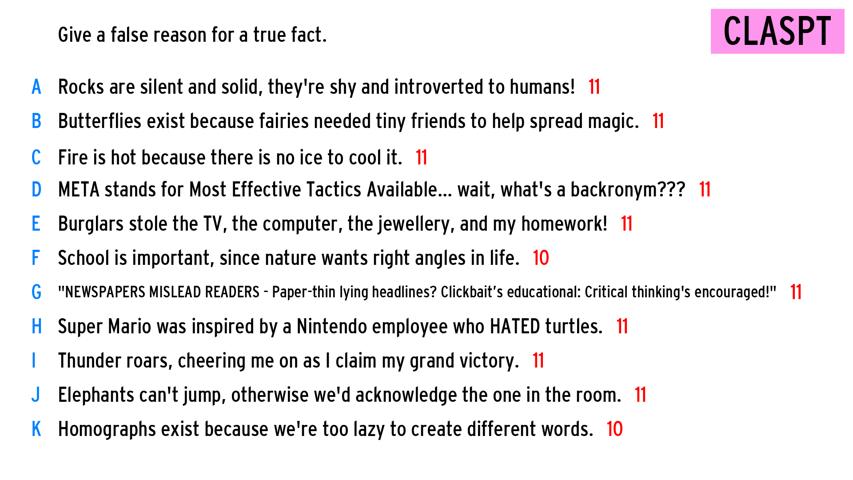 CLASPT
Give a false reason for a true fact.
A Rocks are silent and solid, they're shy and introverted to humans! 11
B Butterflies exist because fairies needed tiny friends to help spread magic. 11
C Fire is hot because there is no ice to cool it. 11
D META stands for Most Effective Tactics Available... wait, what's a backronym??? 11
E Burglars stole the TV, the computer, the jewellery, and my homework! 11
F School is important, since nature wants right angles in life. 10
G "NEWSPAPERS MISLEAD READERS - Paper-thin lying headlines? Clickbait’s educational: Critical thinking's encouraged!" 11
H Super Mario was inspired by a Nintendo employee who HATED turtles. 11
I Thunder roars, cheering me on as I claim my grand victory. 11
J Elephants can't jump, otherwise we'd acknowledge the one in the room. 11
K Homographs exist because we're too lazy to create different words. 10